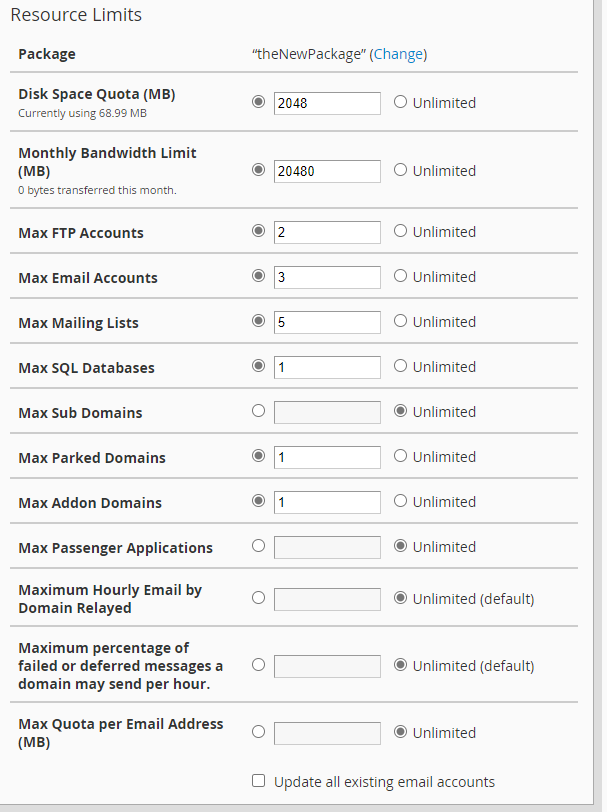 Resource Limits
Package “theNewPackage” (Change)
Disk Space Quota (MB)
Currently using 68.99 MB
2048 Unlimited
Monthly Bandwidth Limit
(MB)
0 bytes transferred this month.
20480 Unlimited
Max FTP Accounts 2 Unlimited
Max Email Accounts 3 Unlimited
Max Mailing Lists 5 Unlimited
Max SQL Databases 1 Unlimited
Max Sub Domains Unlimited
Max Parked Domains 1 Unlimited
Max Addon Domains 1 Unlimited
Max Passenger Applications Unlimited
Maximum Hourly Email by
Domain Relayed
Unlimited (default)
Maximum percentage of
failed or deferred messages a
domain may send per hour.
Unlimited (default)
Max Quota per Email Address
(MB)
Unlimited
Update all existing email accounts